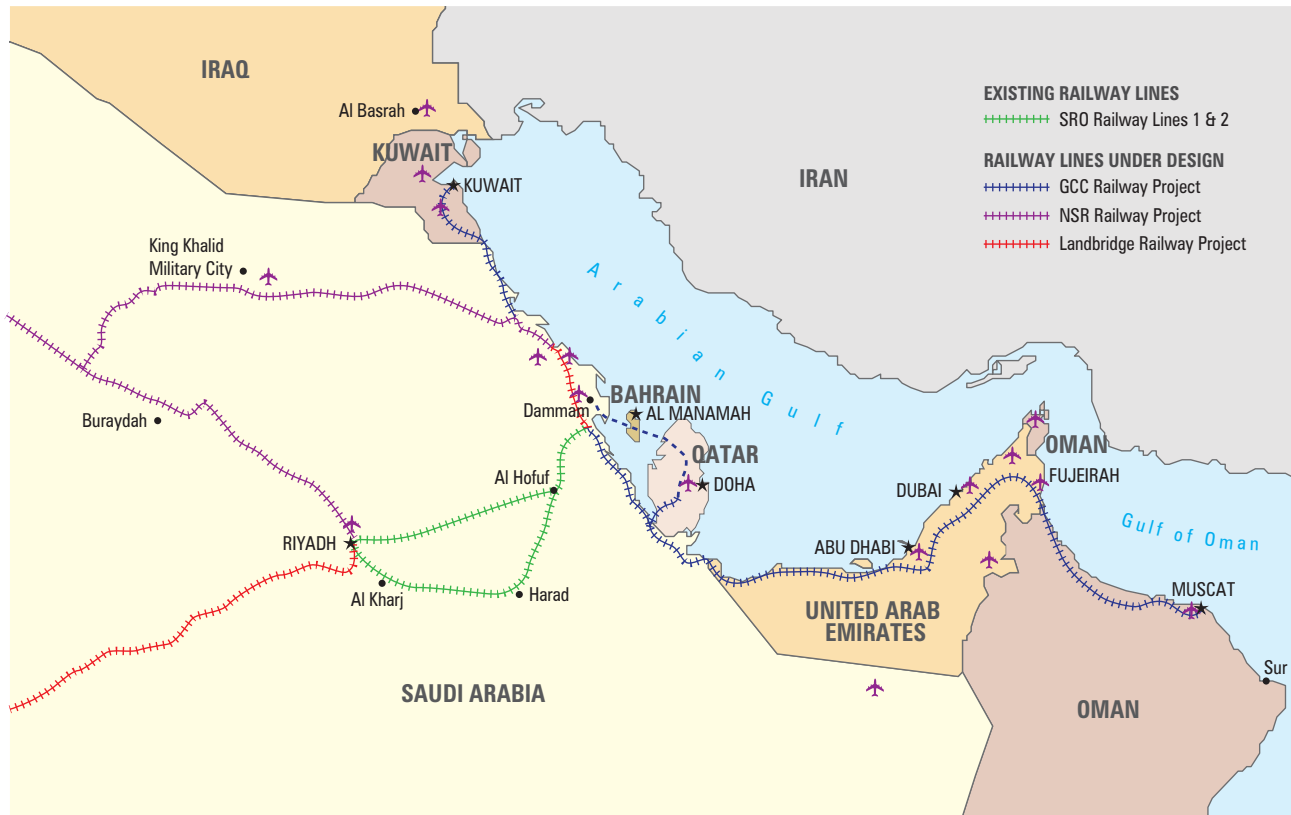 IRAQ
Al Basrah
KUWAIT
KUWAIT
IRAN
EXISTING RAILWAY LINES
SRO Railway Lines 1 & 2
RAILWAY LINES UNDER DESIGN
GCC Railway Project
NSR Railway Project
Landbridge Railway Project
King Khalid
Military City
Arabian Gulf
Buraydah
Dammam
BAHRAIN
AL MANAMAH
QATAR
DOHA
Al Hofuf
RIYADH
Al Kharj
Harad
OMAN
FUJEIRAH
DUBAI
ABU DHABI
Gulf of Oman
MUSCAT
UNITED ARAB
EMIRATES
Sur
SAUDI ARABIA
OMAN